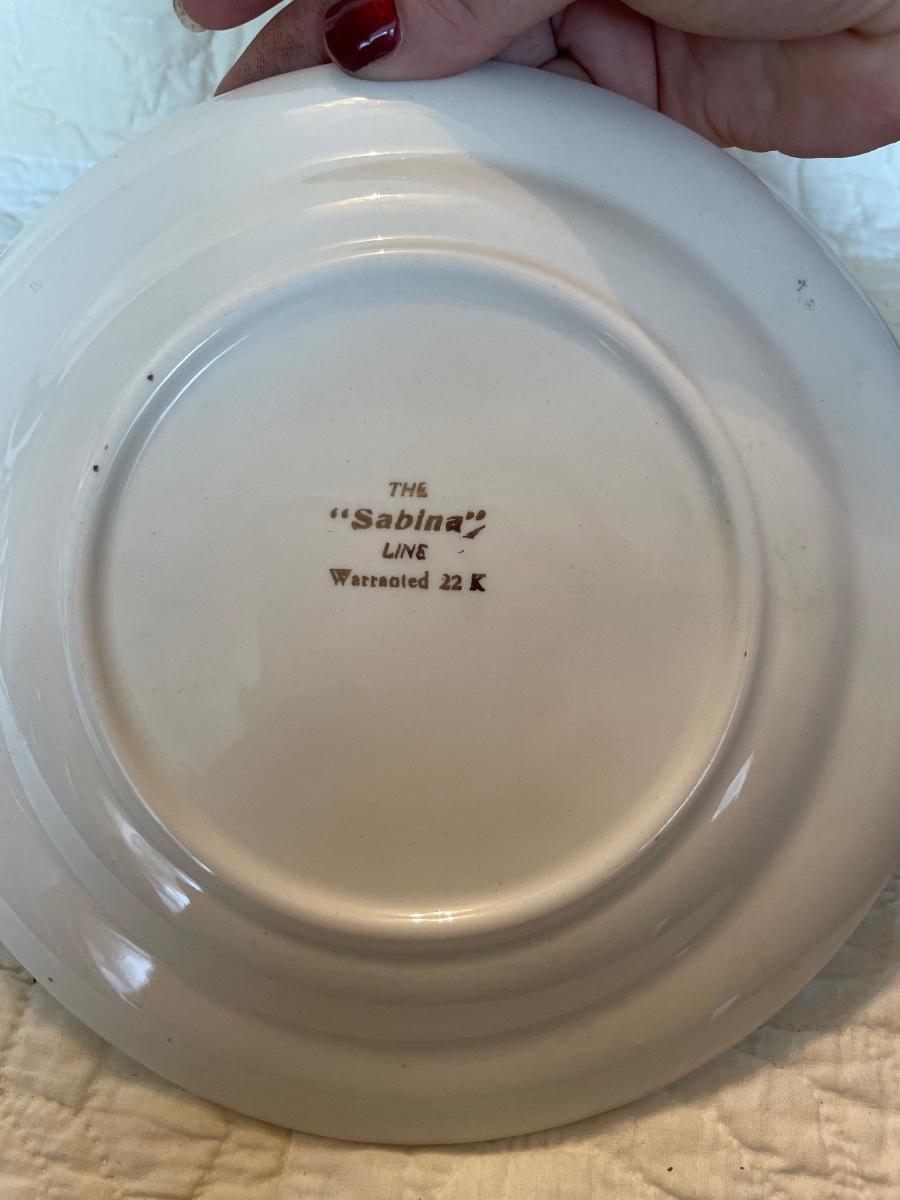 THE
“Sabina”
LINE
Warranted 22 K